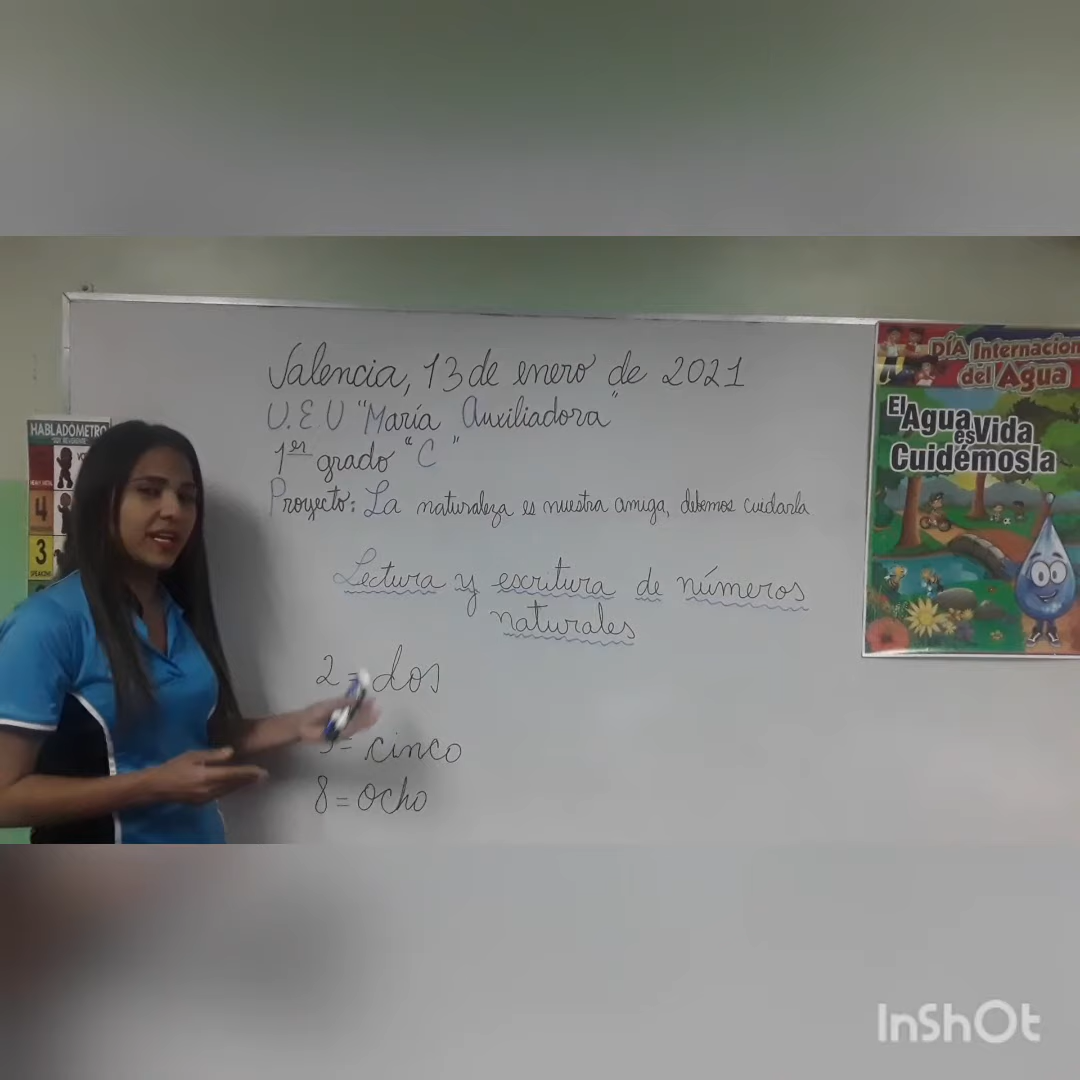 Valencia, 13 de enero de 2021
U.E.U "María Auxiliadora"
1er grado "C"
Proyecto: La naturaleza es nuestra amiga, debemos cuidarla
Lectura y escritura de números
naturales
2 = dos
5 = cinco
8 = ocho
HABLADOMETRO
4
3
DÍA Internacion
del Agua
El
Agua
es
Vida
Cuidémosla
InShOt